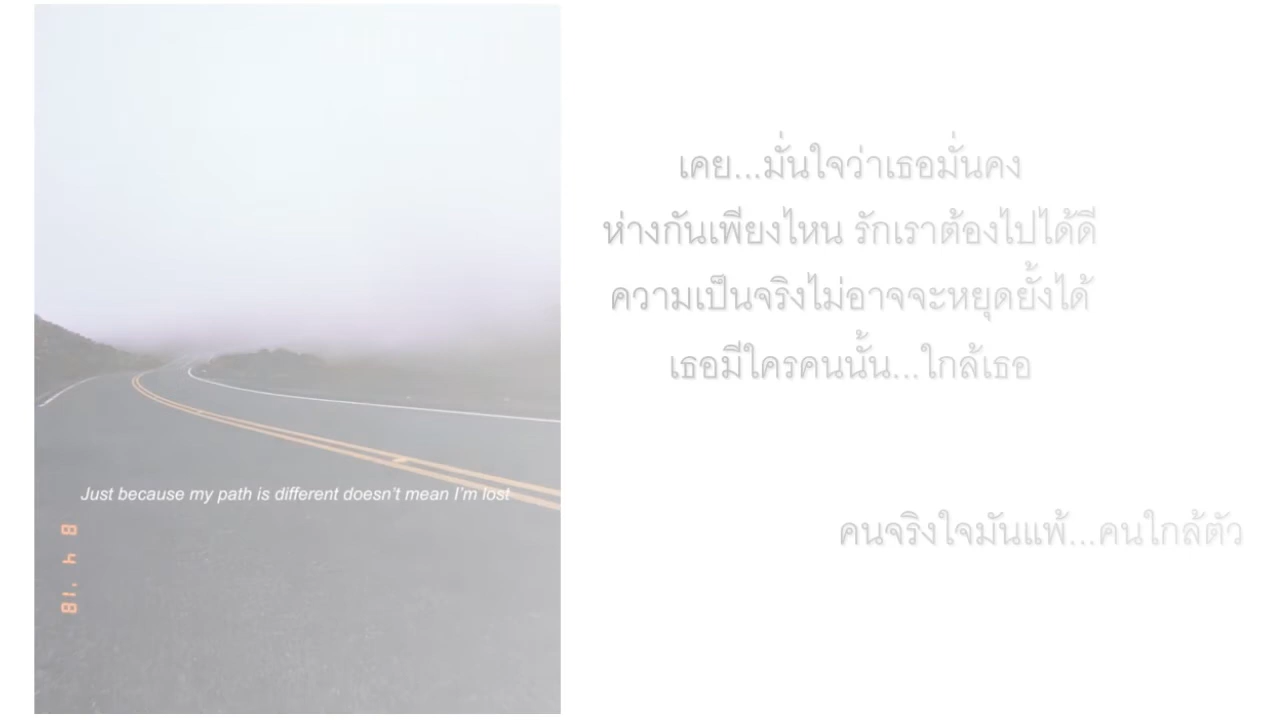 เคย...มั่นใจว่าเธอมั่นคง
ห่างกันเพียงไหน รักเราต้องไปได้ดี
ความเป็นจริงไม่อาจจะหยุดยั้งได้
เธอมีใครคนนั้น...ใกล้เธอ
คนจริงใจมันแพ้...คนใกล้ตัว
Just because my path is different doesn't mean I'm lost
8 4 '18